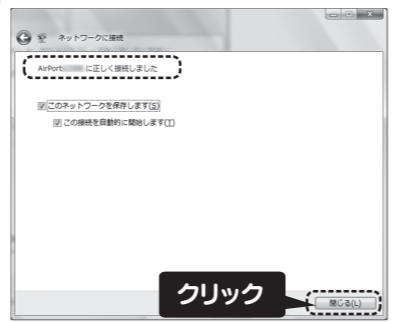 ネットワークに接続
AirPort に正しく接続しました
このネットワークを保存します(S)
この接続を自動的に開始します(T)
クリック
閉じる(L)